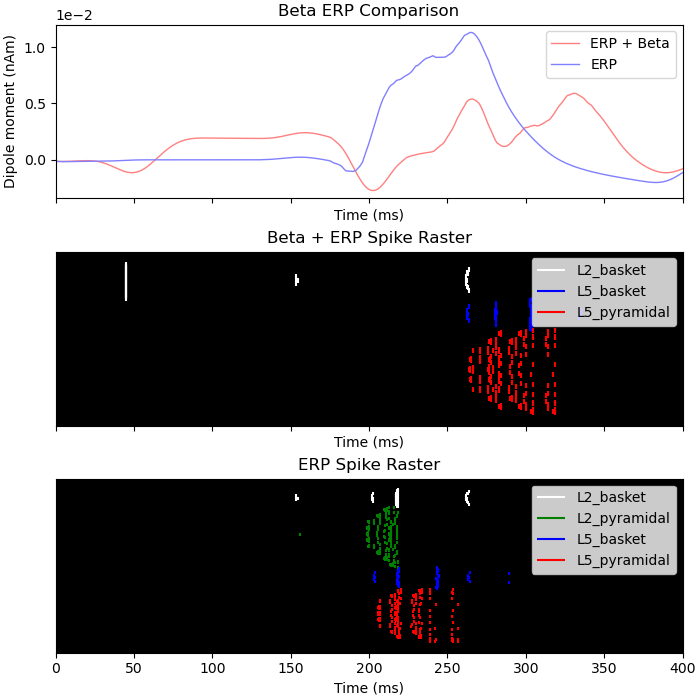 Beta ERP Comparison
1e−2
Dipole moment (nAm)
1.0
0.5
0.0
ERP + Beta
ERP
Time (ms)
Beta + ERP Spike Raster
L2_basket
L5_basket
L5_pyramidal
Time (ms)
ERP Spike Raster
L2_basket
L2_pyramidal
L5_basket
L5_pyramidal
0 50 100 150 200 250 300 350 400
Time (ms)